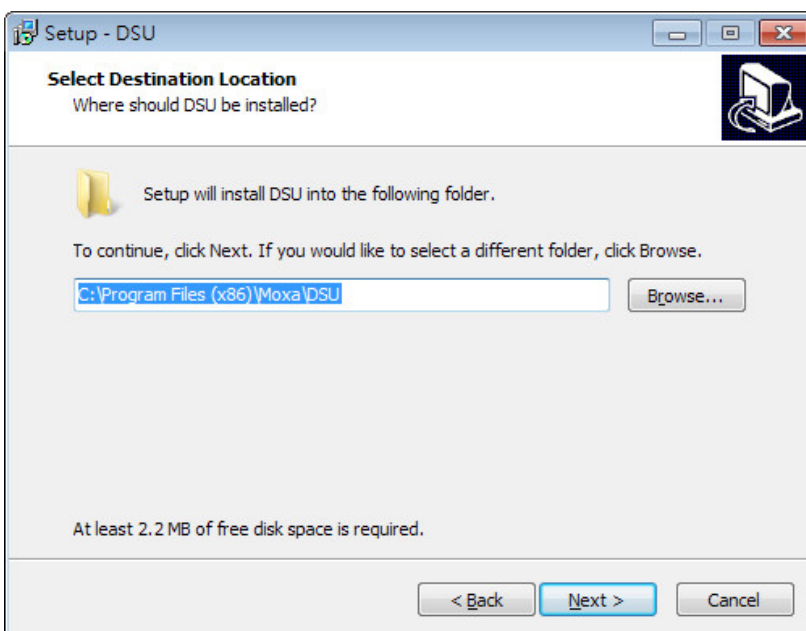 Setup - DSU
Select Destination Location
Where should DSU be installed?
Setup will install DSU into the following folder.
To continue, click Next. If you would like to select a different folder, click Browse.
C:\Program Files (x86)\Moxa\DSU
Browse...
At least 2.2 MB of free disk space is required.
< Back
Next >
Cancel